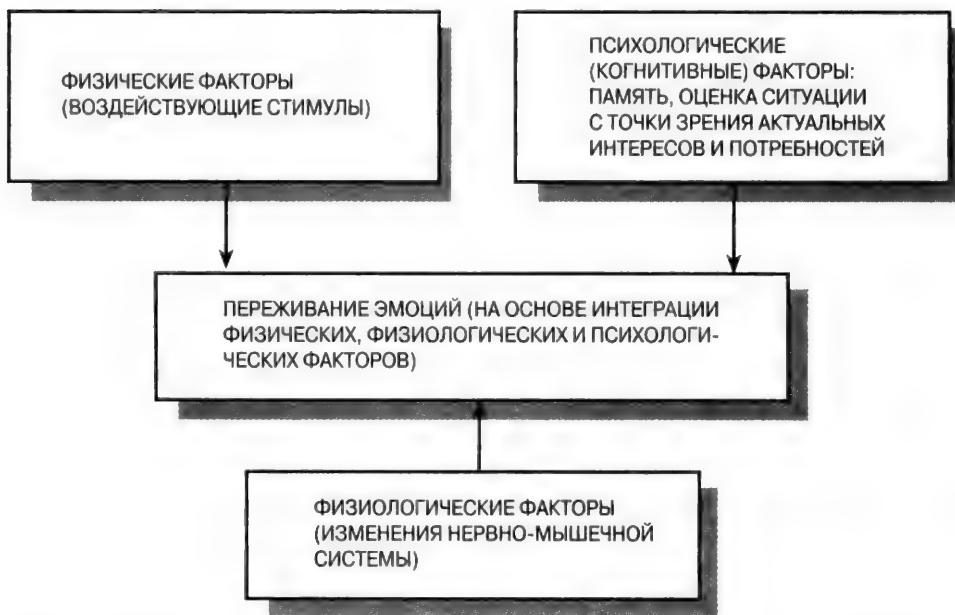 ФИЗИЧЕСКИЕ ФАКТОРЫ
(ВОЗДЕЙСТВУЮЩИЕ СТИМУЛЫ)
ПСИХОЛОГИЧЕСКИЕ
(КОГНИТИВНЫЕ) ФАКТОРЫ:
ПАМЯТЬ, ОЦЕНКА СИТУАЦИИ
С ТОЧКИ ЗРЕНИЯ АКТУАЛЬНЫХ
ИНТЕРЕСОВ И ПОТРЕБНОСТЕЙ
ПЕРЕЖИВАНИЕ ЭМОЦИЙ (НА ОСНОВЕ ИНТЕГРАЦИИ
ФИЗИЧЕСКИХ, ФИЗИОЛОГИЧЕСКИХ И ПСИХОЛОГИ-
ЧЕСКИХ ФАКТОРОВ)
ФИЗИОЛОГИЧЕСКИЕ ФАКТОРЫ
(ИЗМЕНЕНИЯ НЕРВНО-МЫШЕЧНОЙ
СИСТЕМЫ)